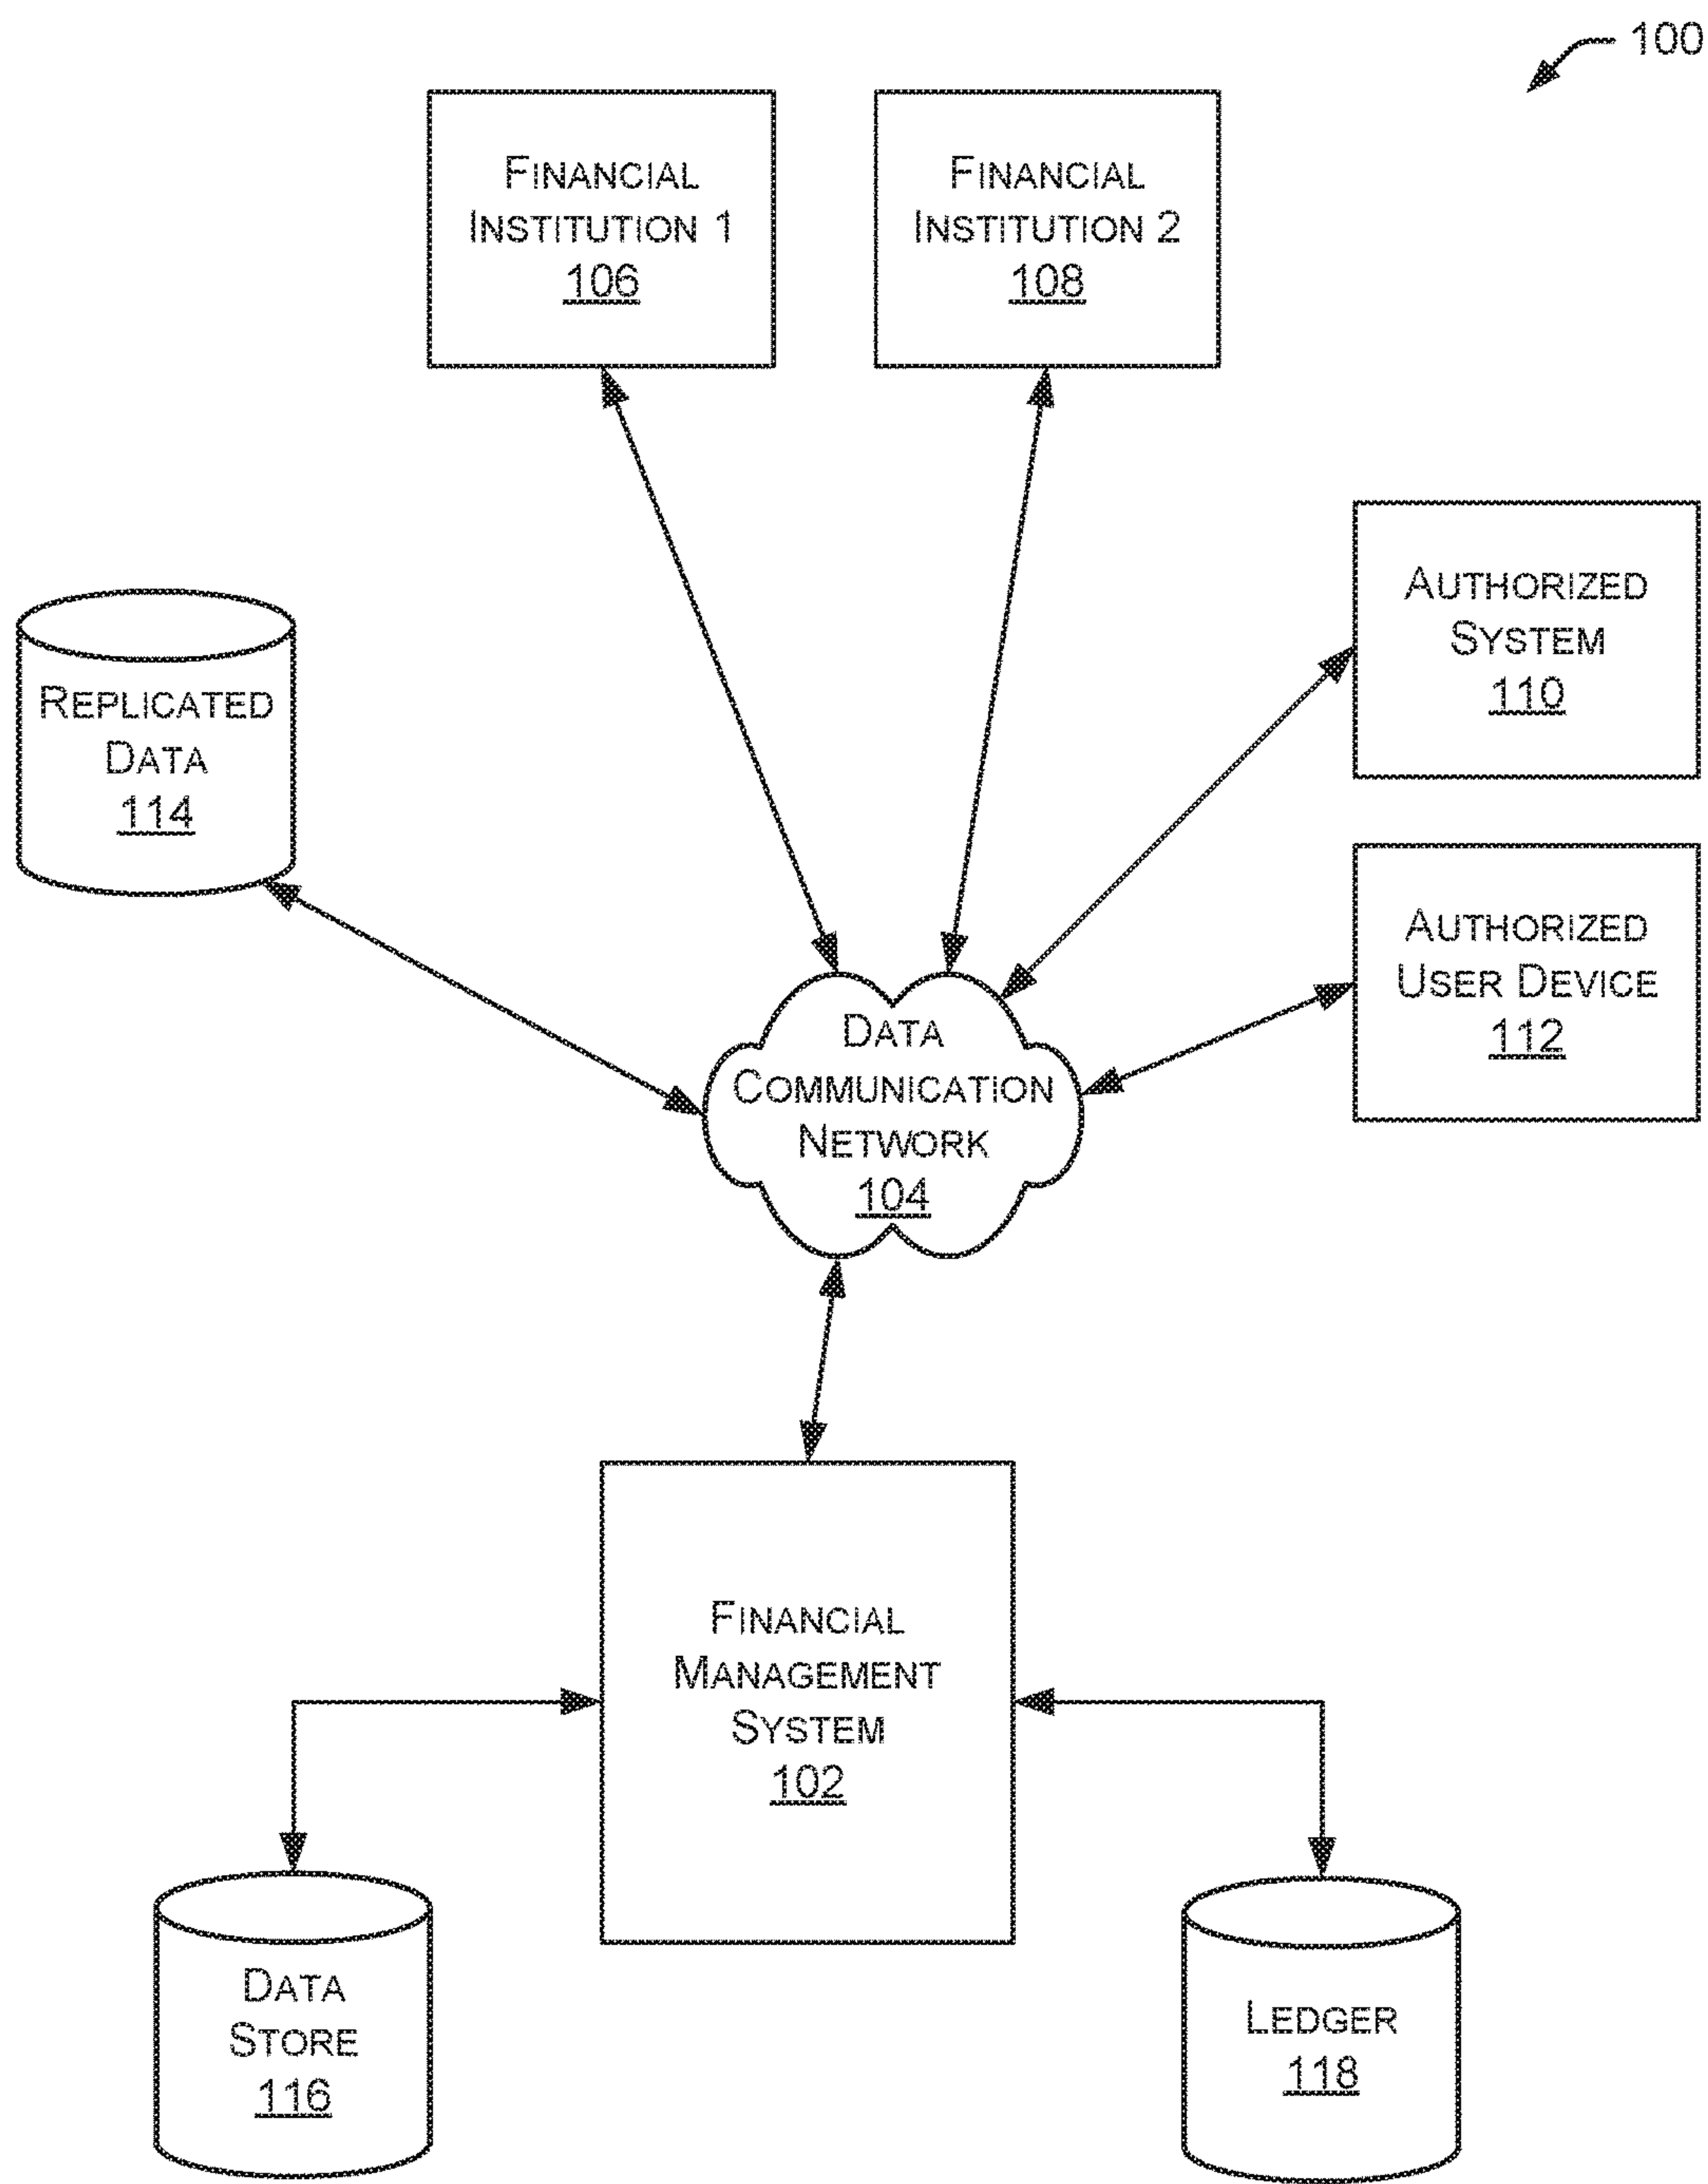 100
FINANCIAL
INSTITUTION 1
106
FINANCIAL
INSTITUTION 2
108
AUTHORIZED
SYSTEM
110
REPLICATED
DATA
114
AUTHORIZED
USER DEVICE
112
DATA
COMMUNICATION
NETWORK
104
FINANCIAL
MANAGEMENT
SYSTEM
102
DATA
STORE
116
LEDGER
118